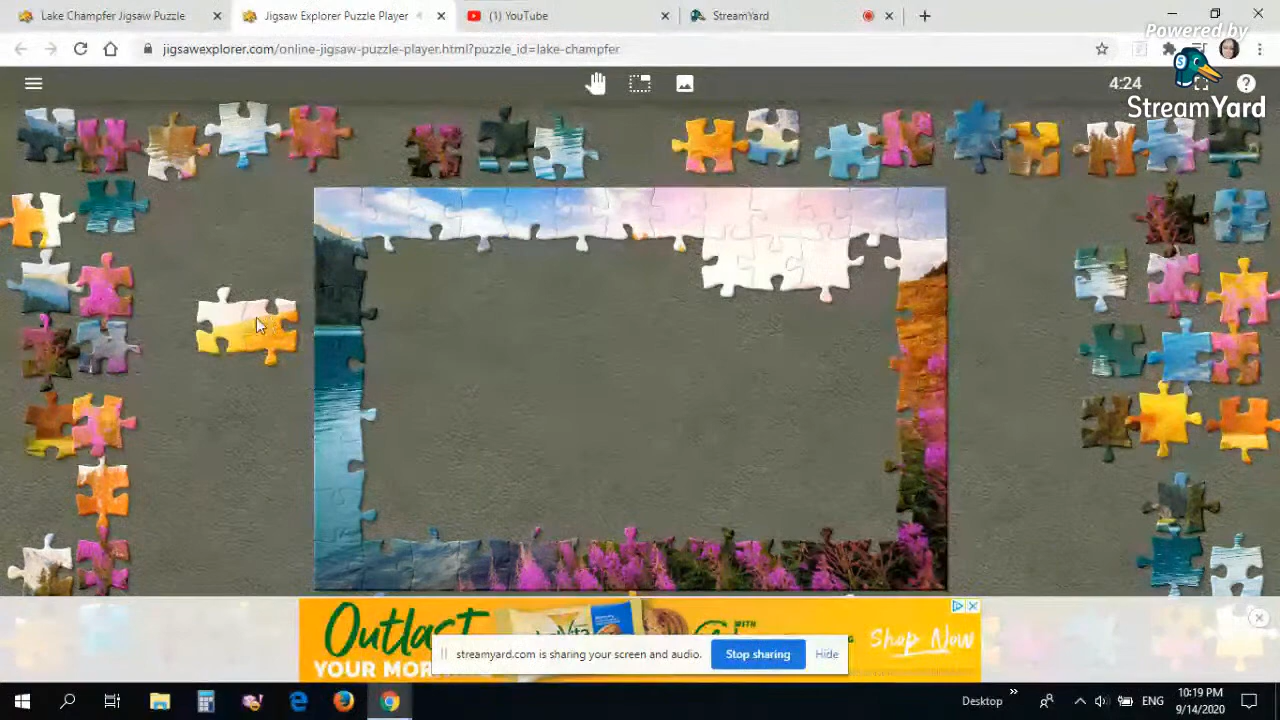 Lake Champfer Jigsaw Puzzle
Jigsaw Explorer Puzzle Player
(1) YouTube
StreamYard
jigsawexplorer.com/online-jigsaw-puzzle-player.html?puzzle_id=lake-champfer
Powered by
StreamYard
4:24
Outlast
YOUR MOR
WITH
Shop Now
streamyard.com is sharing your screen and audio.
Stop sharing
Hide
Desktop
ENG
10:19 PM
9/14/2020